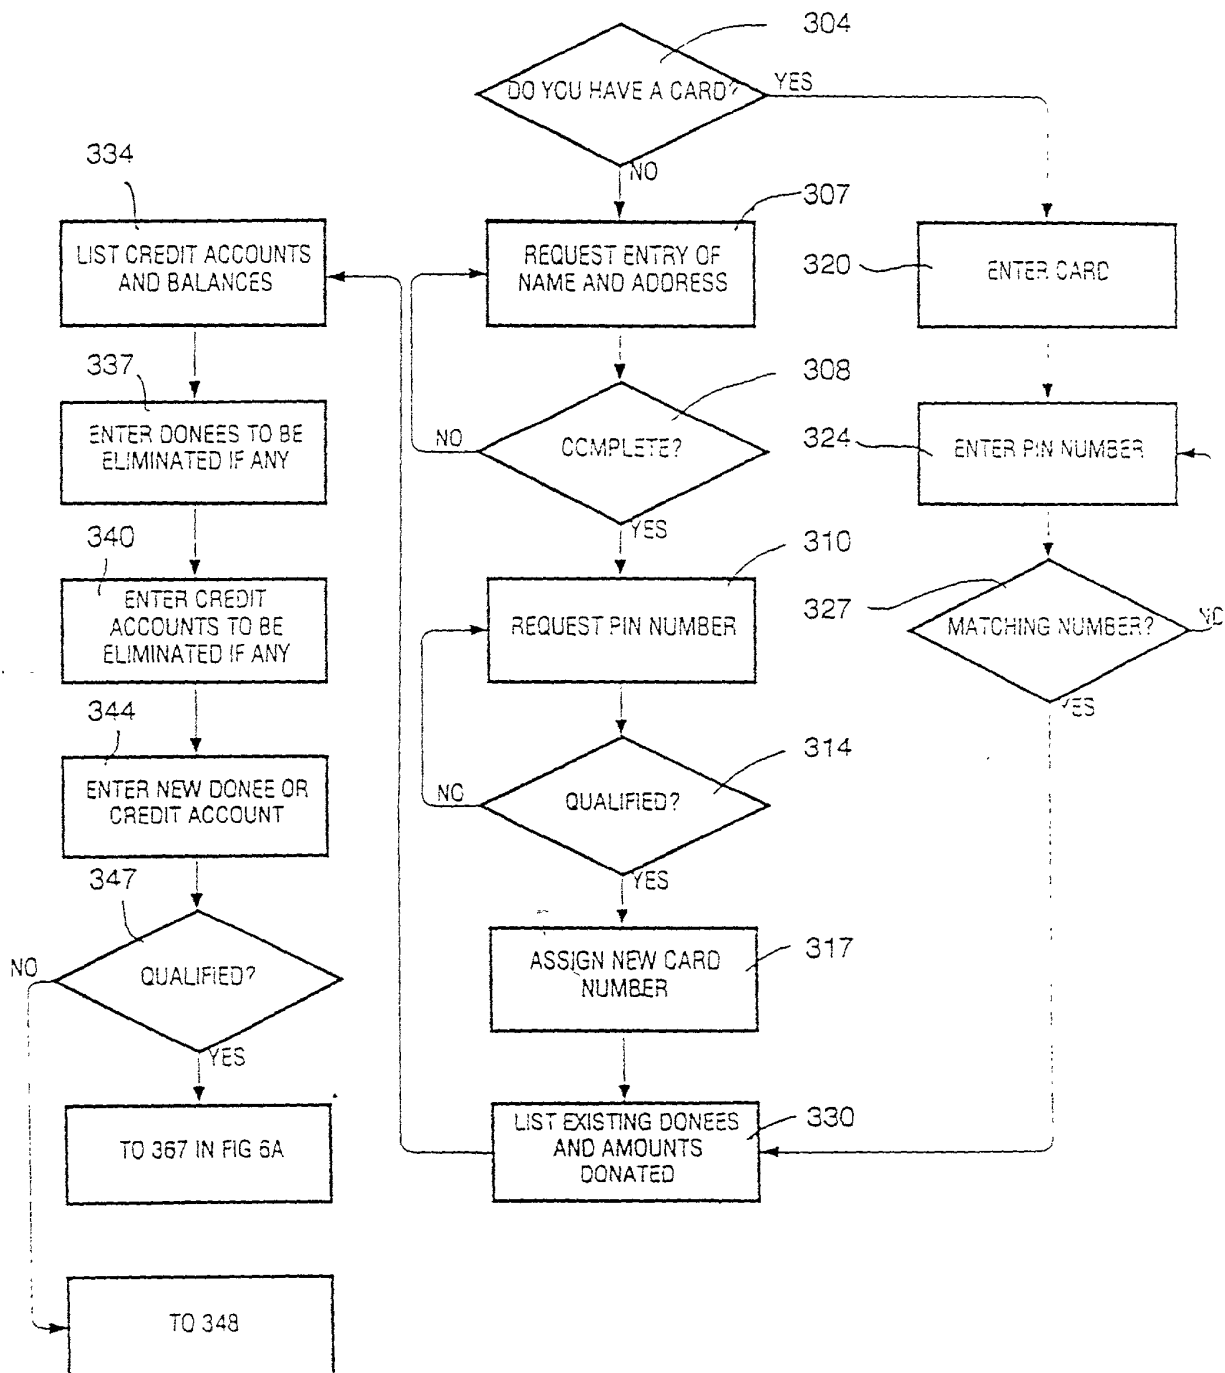 304
DO YOU HAVE A CARD?
YES
NO
334
LIST CREDIT ACCOUNTS
AND BALANCES
307
REQUEST ENTRY OF
NAME AND ADDRESS
320
ENTER CARD
337
ENTER DONEES TO BE
ELIMINATED IF ANY
308
COMPLETE?
NO
YES
324
ENTER PIN NUMBER
340
ENTER CREDIT
ACCOUNTS TO BE
ELIMINATED IF ANY
310
REQUEST PIN NUMBER
327
MATCHING NUMBER?
NO
YES
344
ENTER NEW DONEE OR
CREDIT ACCOUNT
314
QUALIFIED?
NO
YES
347
QUALIFIED?
NO
YES
317
ASSIGN NEW CARD
NUMBER
TO 367 IN FIG 6A
330
LIST EXISTING DONEES
AND AMOUNTS
DONATED
TO 348